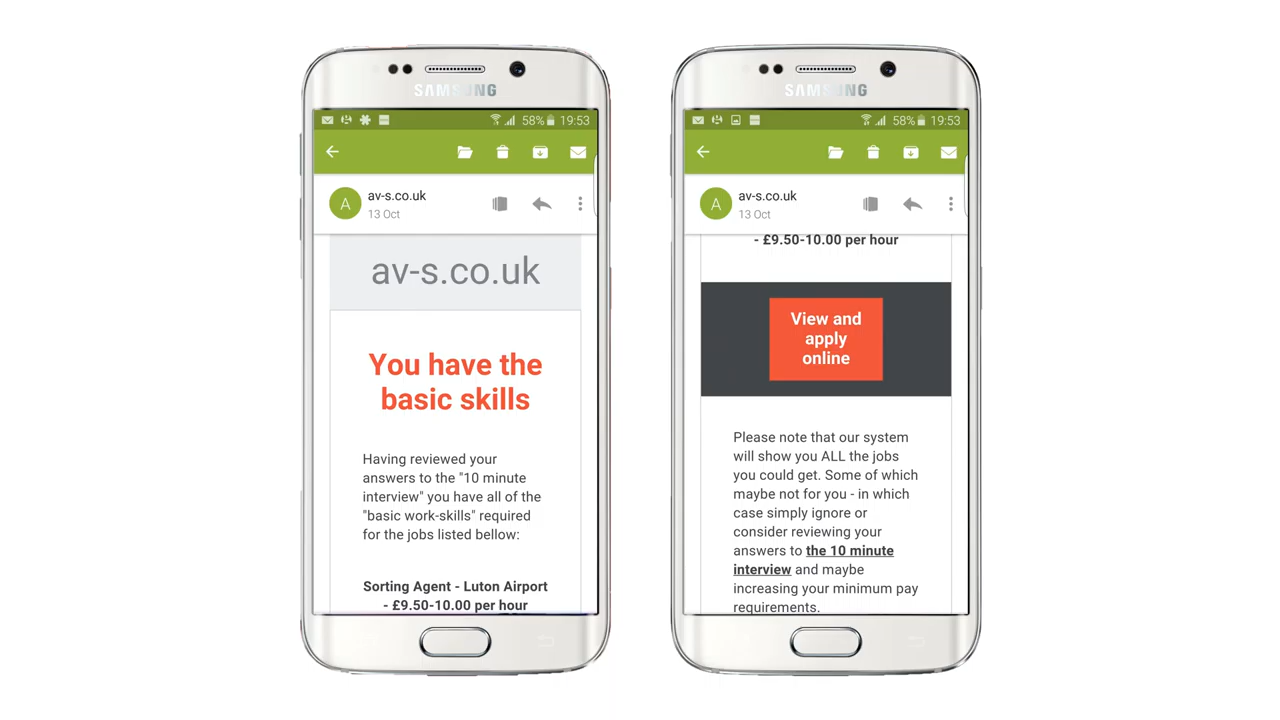 SAMSUNG
58% 19:53
A
av-s.co.uk
13 Oct
av-s.co.uk
You have the
basic skills
Having reviewed your
answers to the "10 minute
interview" you have all of the
"basic work-skills" required
for the jobs listed bellow:
Sorting Agent - Luton Airport
- £9.50-10.00 per hour
SAMSUNG
58% 19:53
A
av-s.co.uk
13 Oct
- £9.50-10.00 per hour
View and
apply
online
Please note that our system
will show you ALL the jobs
you could get. Some of which
maybe not for you - in which
case simply ignore or
consider reviewing your
answers to the 10 minute
interview and maybe
increasing your minimum pay
requirements.